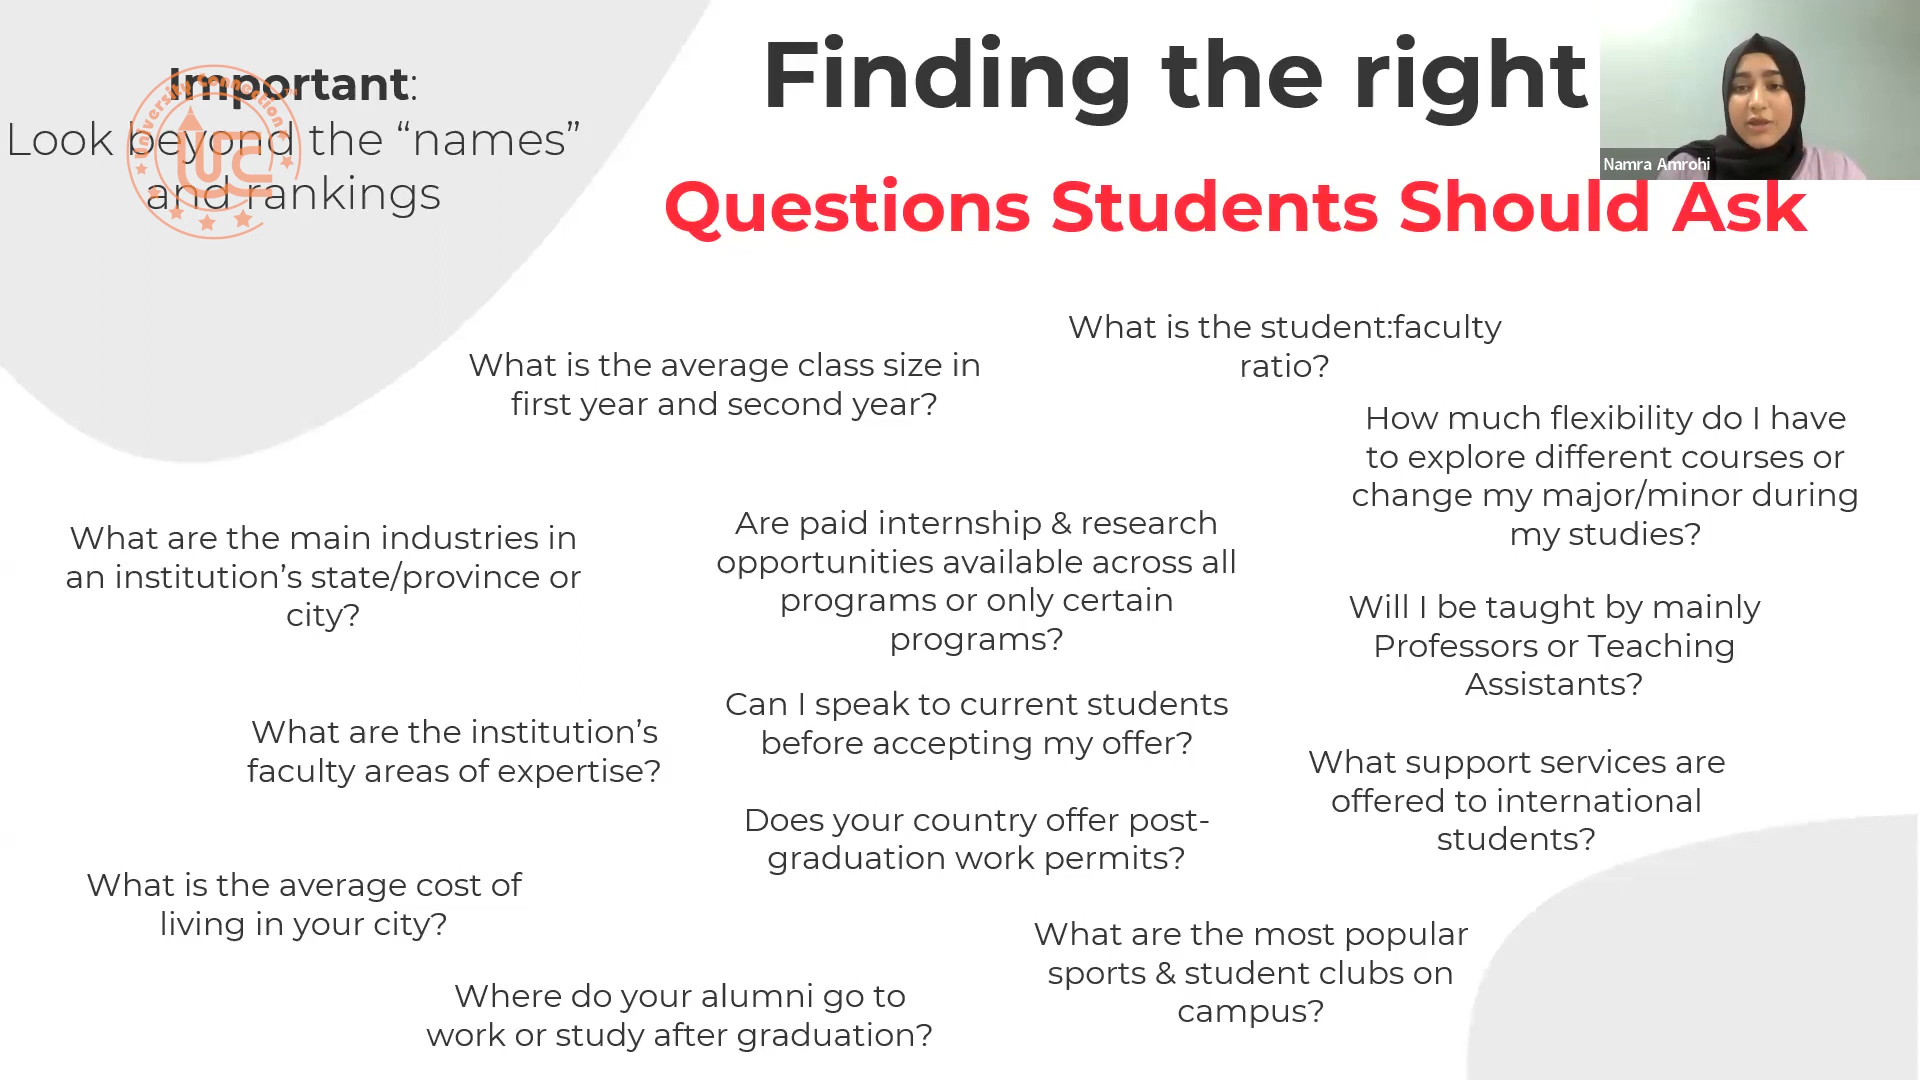 Important:
Look beyond the “names”
and rankings
University Connection
UC
Finding the right
Namra Amrohi
Questions Students Should Ask
What is the student:faculty
ratio?
What is the average class size in
first year and second year?
How much flexibility do I have
to explore different courses or
change my major/minor during
my studies?
What are the main industries in
an institution’s state/province or
city?
Are paid internship & research
opportunities available across all
programs or only certain
programs?
Will I be taught by mainly
Professors or Teaching
Assistants?
What are the institution’s
faculty areas of expertise?
Can I speak to current students
before accepting my offer?
What support services are
offered to international
students?
Does your country offer post-
graduation work permits?
What is the average cost of
living in your city?
What are the most popular
sports & student clubs on
campus?
Where do your alumni go to
work or study after graduation?